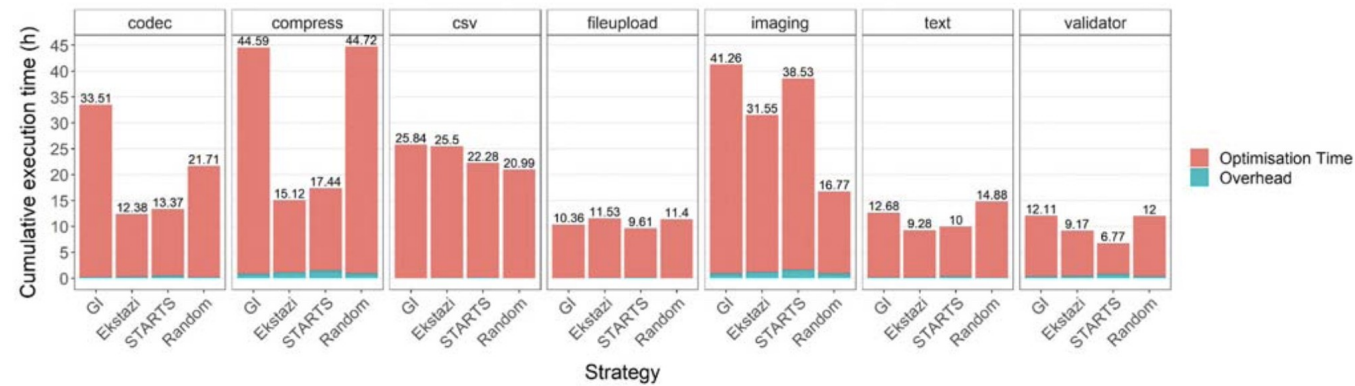 codec compress csv fileupload imaging text validator
Cumulative execution time (h)
45
40
35
30
25
20
15
10
5
0
33.51 12.38 13.37 21.71
44.59 15.12 17.44 44.72
25.84 25.5 22.28 20.99
10.36 11.53 9.61 11.4
41.26 31.55 38.53 16.77
12.68 9.28 10 14.88
12.11 9.17 6.77 12
GI Ekstazi STARTS Random
GI Ekstazi STARTS Random
GI Ekstazi STARTS Random
GI Ekstazi STARTS Random
GI Ekstazi STARTS Random
GI Ekstazi STARTS Random
GI Ekstazi STARTS Random
Strategy
Optimisation Time
Overhead